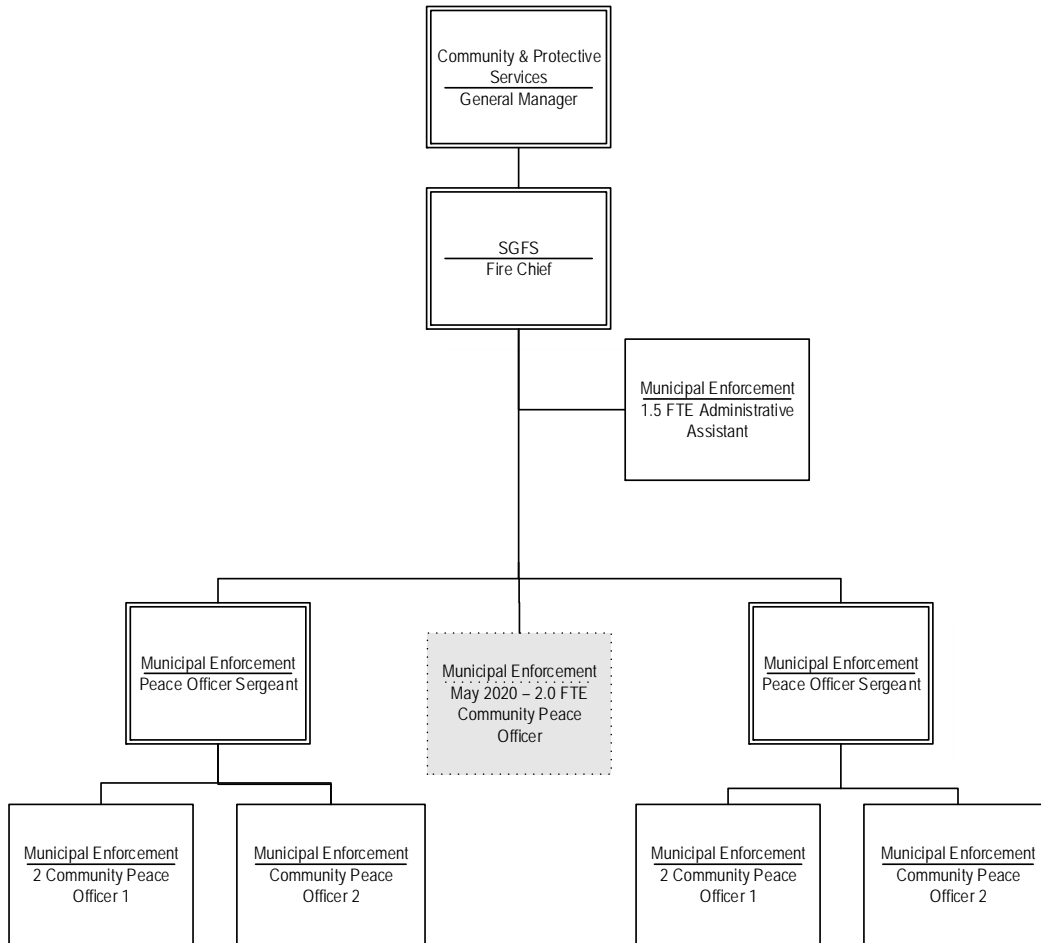 Community & Protective
Services
General Manager
SGFS
Fire Chief
Municipal Enforcement
1.5 FTE Administrative
Assistant
Municipal Enforcement
Peace Officer Sergeant
Municipal Enforcement
May 2020 – 2.0 FTE
Community Peace
Officer
Municipal Enforcement
Peace Officer Sergeant
Municipal Enforcement
2 Community Peace
Officer 1
Municipal Enforcement
Community Peace
Officer 2
Municipal Enforcement
2 Community Peace
Officer 1
Municipal Enforcement
Community Peace
Officer 2